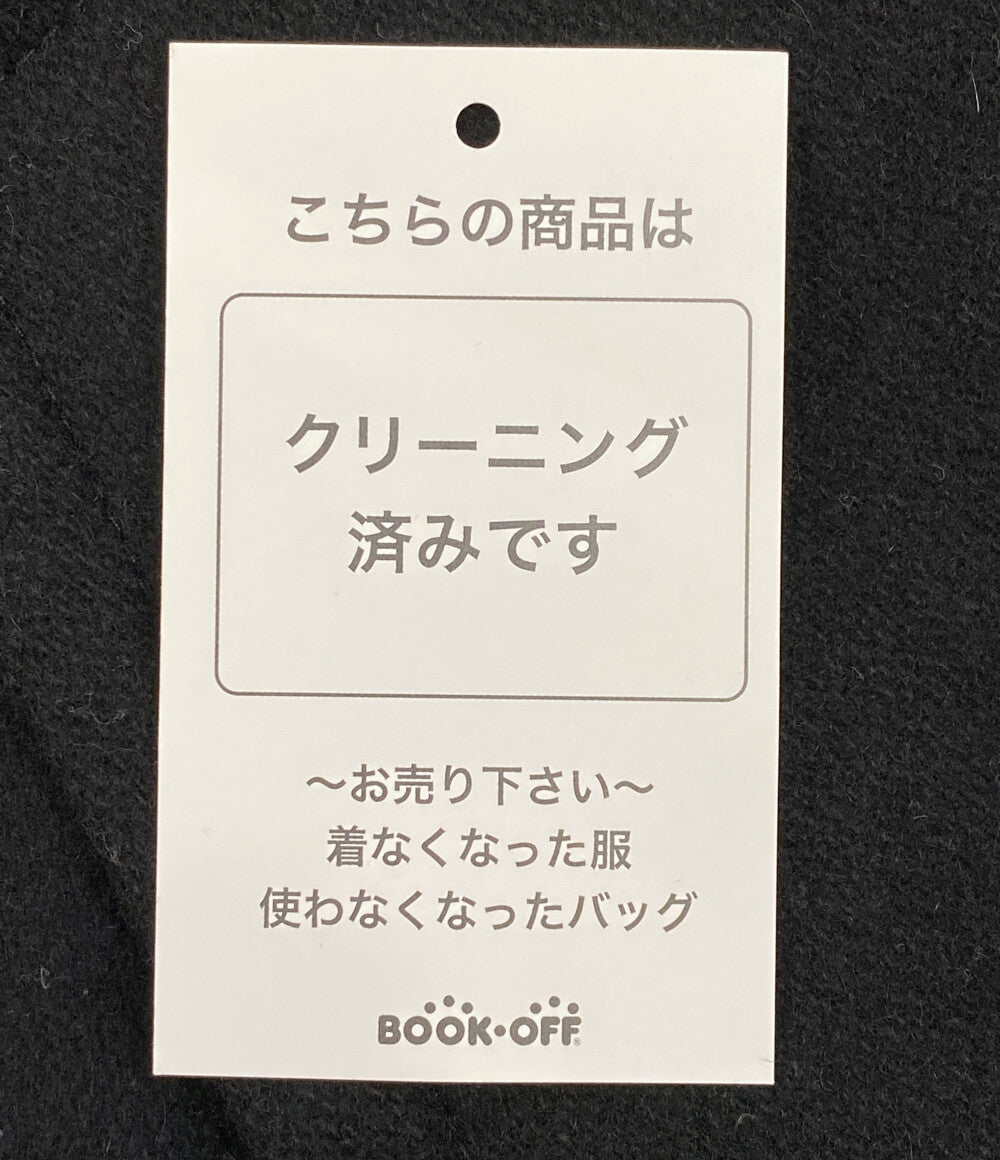 こちらの商品は
クリーニング
済みです
～お売り下さい～
着なくなった服
使わなくなったバッグ
BOOK・OFF®